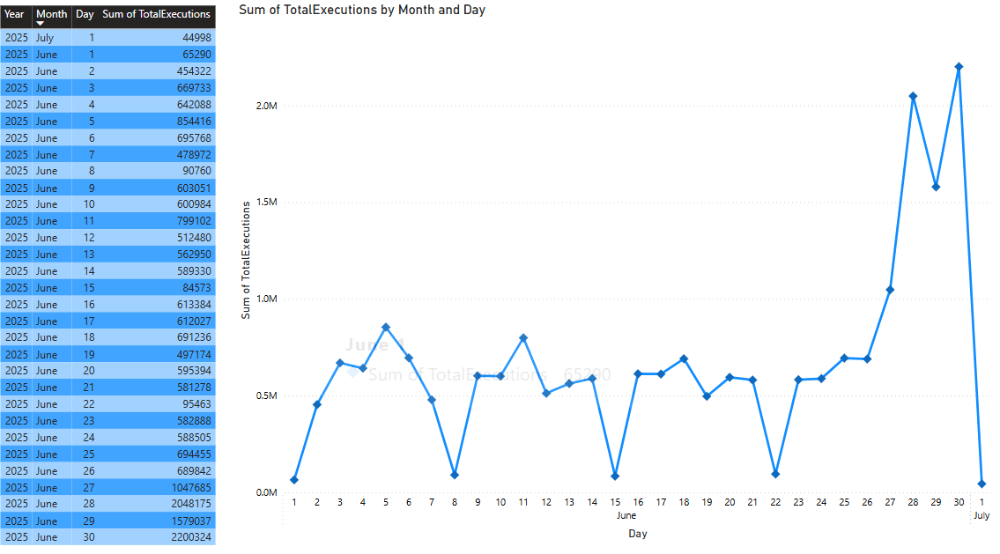 Year Month Day Sum of TotalExecutions
2025 July 1 44998
2025 June 1 65290
2025 June 2 454322
2025 June 3 669733
2025 June 4 642088
2025 June 5 854416
2025 June 6 695768
2025 June 7 478972
2025 June 8 90760
2025 June 9 603051
2025 June 10 600984
2025 June 11 799102
2025 June 12 512480
2025 June 13 562950
2025 June 14 589330
2025 June 15 84573
2025 June 16 613384
2025 June 17 612027
2025 June 18 691236
2025 June 19 497174
2025 June 20 595394
2025 June 21 581278
2025 June 22 95463
2025 June 23 582888
2025 June 24 588505
2025 June 25 694455
2025 June 26 689842
2025 June 27 1047685
2025 June 28 2048175
2025 June 29 1579037
2025 June 30 2200324
Sum of TotalExecutions by Month and Day
Sum of TotalExecutions
2.0M
1.5M
1.0M
0.5M
0.0M
June 1
Sum of TotalExecutions 65290
1 2 3 4 5 6 7 8 9 10 11 12 13 14 15 16 17 18 19 20 21 22 23 24 25 26 27 28 29 30 1
June July
Day